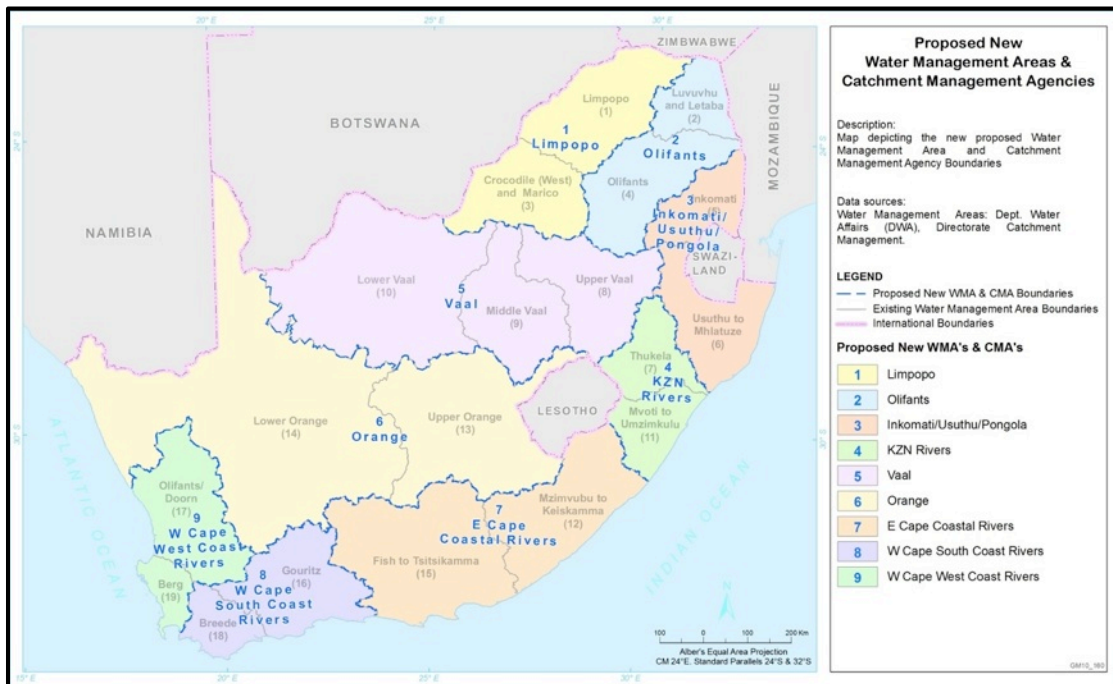 20° E
25° E
30° E
ZIMBABWE
BOTSWANA
MOZAMBIQUE
NAMIBIA
24° S
24° S
Limpopo
(1)
Luvuvhu
and Letaba
(2)
1
Limpopo
2
Olifants
Crocodile (West)
and Marico
(3)
Olifants
(4)
Inkomati
(5)
3
Inkomati/
Usuthu/
Pongola
SWAZI-
LAND
Lower Vaal
(10)
5
Vaal
Middle Vaal
(9)
Upper Vaal
(8)
Usuthu to
Mhlatuze
(6)
Thukela
(7)
4
KZN
Rivers
Mvoti to
Umzimkulu
(11)
LESOTHO
Lower Orange
(14)
6
Orange
Upper Orange
(13)
30° S
30° S
ATLANTIC OCEAN
INDIAN OCEAN
Olifants/
Doorn
(17)
9
W Cape
West Coast
Rivers
Berg
(19)
Mzimvubu to
Keiskamma
(12)
7
E Cape
Coastal Rivers
Fish to Tsitsikamma
(15)
Gouritz
(16)
8
W Cape
South Coast
Rivers
Breede
(18)
N
100 0 100 200 Km
Alber's Equal Area Projection
CM 24°E. Standard Parallels 24°S & 32°S
15° E
20° E
25° E
30° E
Proposed New
Water Management Areas &
Catchment Management Agencies
Description:
Map depicting the new proposed Water
Management Area and Catchment
Management Agency Boundaries
Data sources:
Water Management Areas: Dept. Water
Affairs (DWA), Directorate Catchment
Management.
LEGEND
Proposed New WMA & CMA Boundaries
Existing Water Management Area Boundaries
International Boundaries
Proposed New WMA's & CMA's
1 Limpopo
2 Olifants
3 Inkomati/Usuthu/Pongola
4 KZN Rivers
5 Vaal
6 Orange
7 E Cape Coastal Rivers
8 W Cape South Coast Rivers
9 W Cape West Coast Rivers
GM10_160